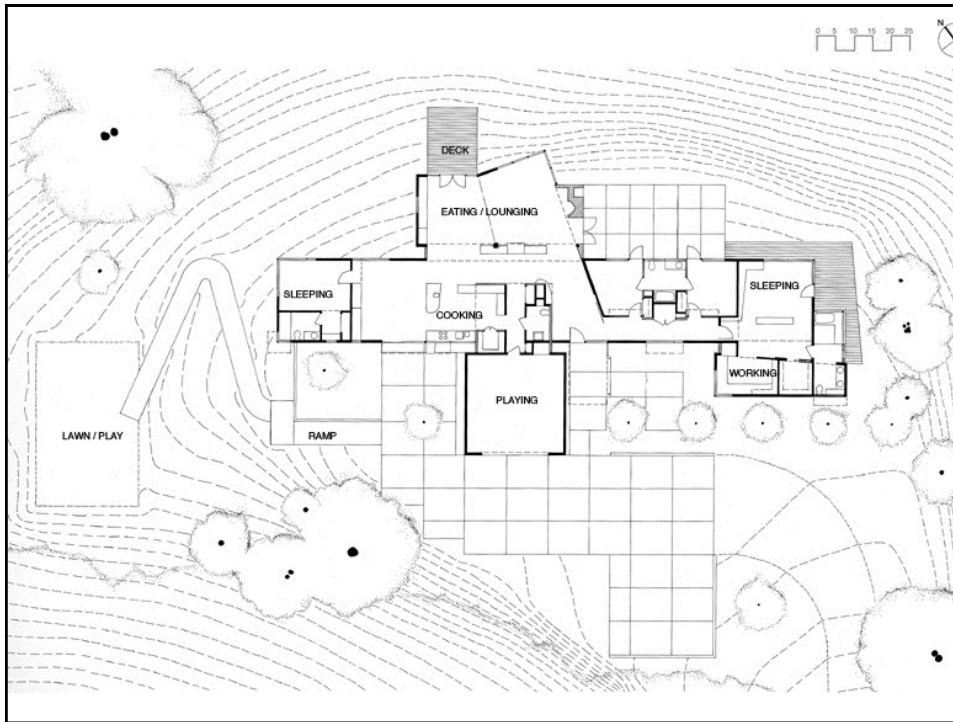 N
0 5 10 15 20 25
DECK
EATING / LOUNGING
SLEEPING
SLEEPING
COOKING
WORKING
PLAYING
LAWN / PLAY
RAMP